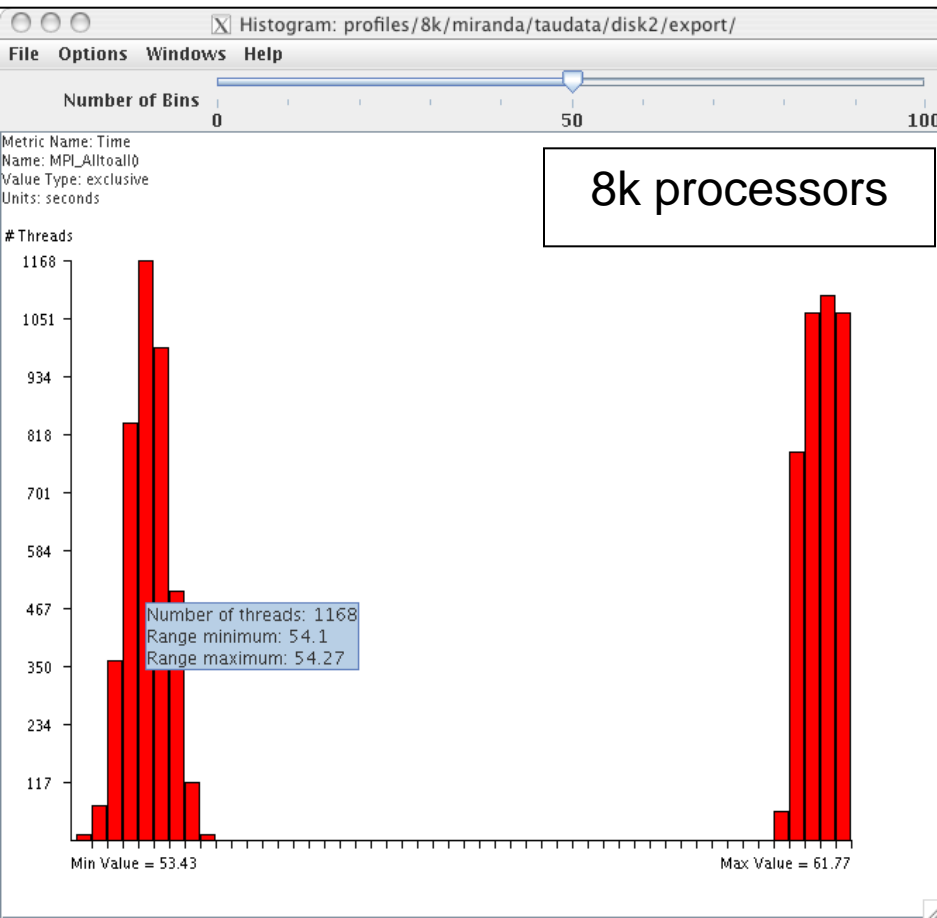 Histogram: profiles/8k/miranda/taudata/disk2/export/
File Options Windows Help
Number of Bins
0 50 100
Metric Name: Time
Name: MPI_Alltoall()
Value Type: exclusive
Units: seconds
8k processors
# Threads
1168
1051
934
818
701
584
467
350
234
117
Number of threads: 1168
Range minimum: 54.1
Range maximum: 54.27
Min Value = 53.43
Max Value = 61.77